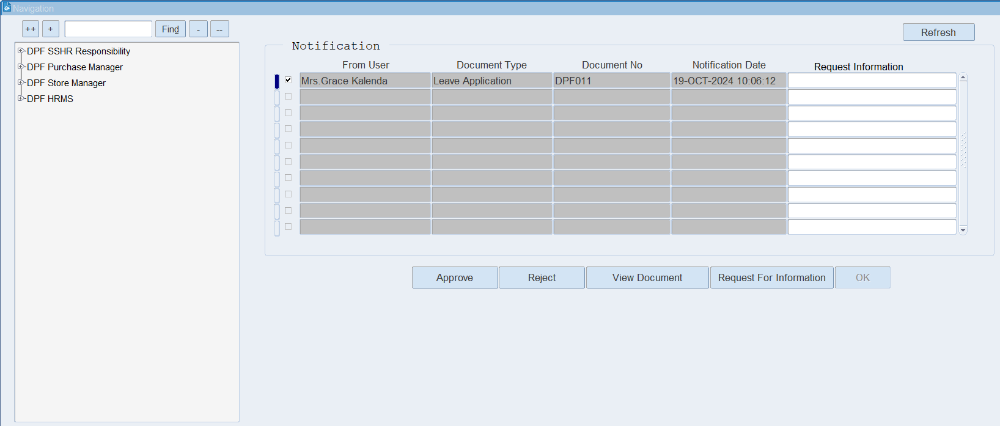 Navigation
++ + Find - --
Refresh
DPF SSHR Responsibility
DPF Purchase Manager
DPF Store Manager
DPF HRMS
Notification
From User Document Type Document No Notification Date Request Information
Mrs.Grace Kalenda Leave Application DPF011 19-OCT-2024 10:06:12
Approve Reject View Document Request For Information OK